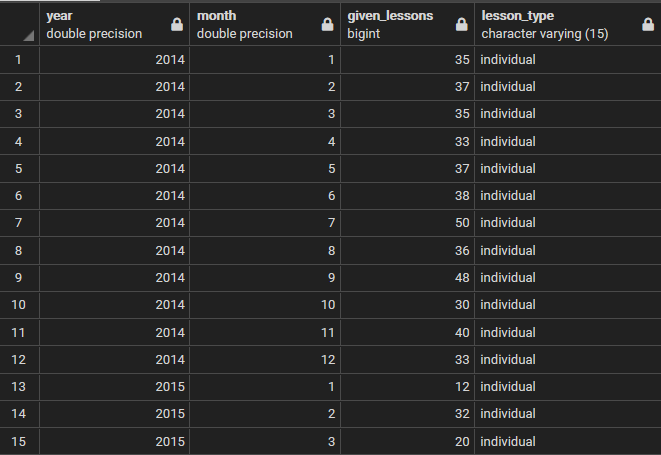 year month given_lessons lesson_type
double precision double precision bigint character varying (15)
1 2014 1 35 individual
2 2014 2 37 individual
3 2014 3 35 individual
4 2014 4 33 individual
5 2014 5 37 individual
6 2014 6 38 individual
7 2014 7 50 individual
8 2014 8 36 individual
9 2014 9 48 individual
10 2014 10 30 individual
11 2014 11 40 individual
12 2014 12 33 individual
13 2015 1 12 individual
14 2015 2 32 individual
15 2015 3 20 individual